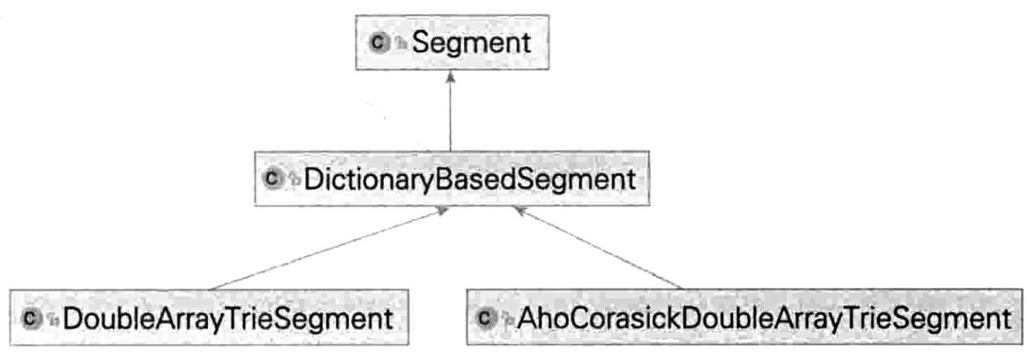 C Segment
C DictionaryBasedSegment
C DoubleArrayTrieSegment
C AhoCorasickDoubleArrayTrieSegment